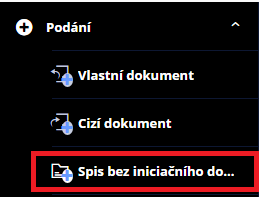 Podání
Vlastní dokument
Cizí dokument
Spis bez iniciačního do...